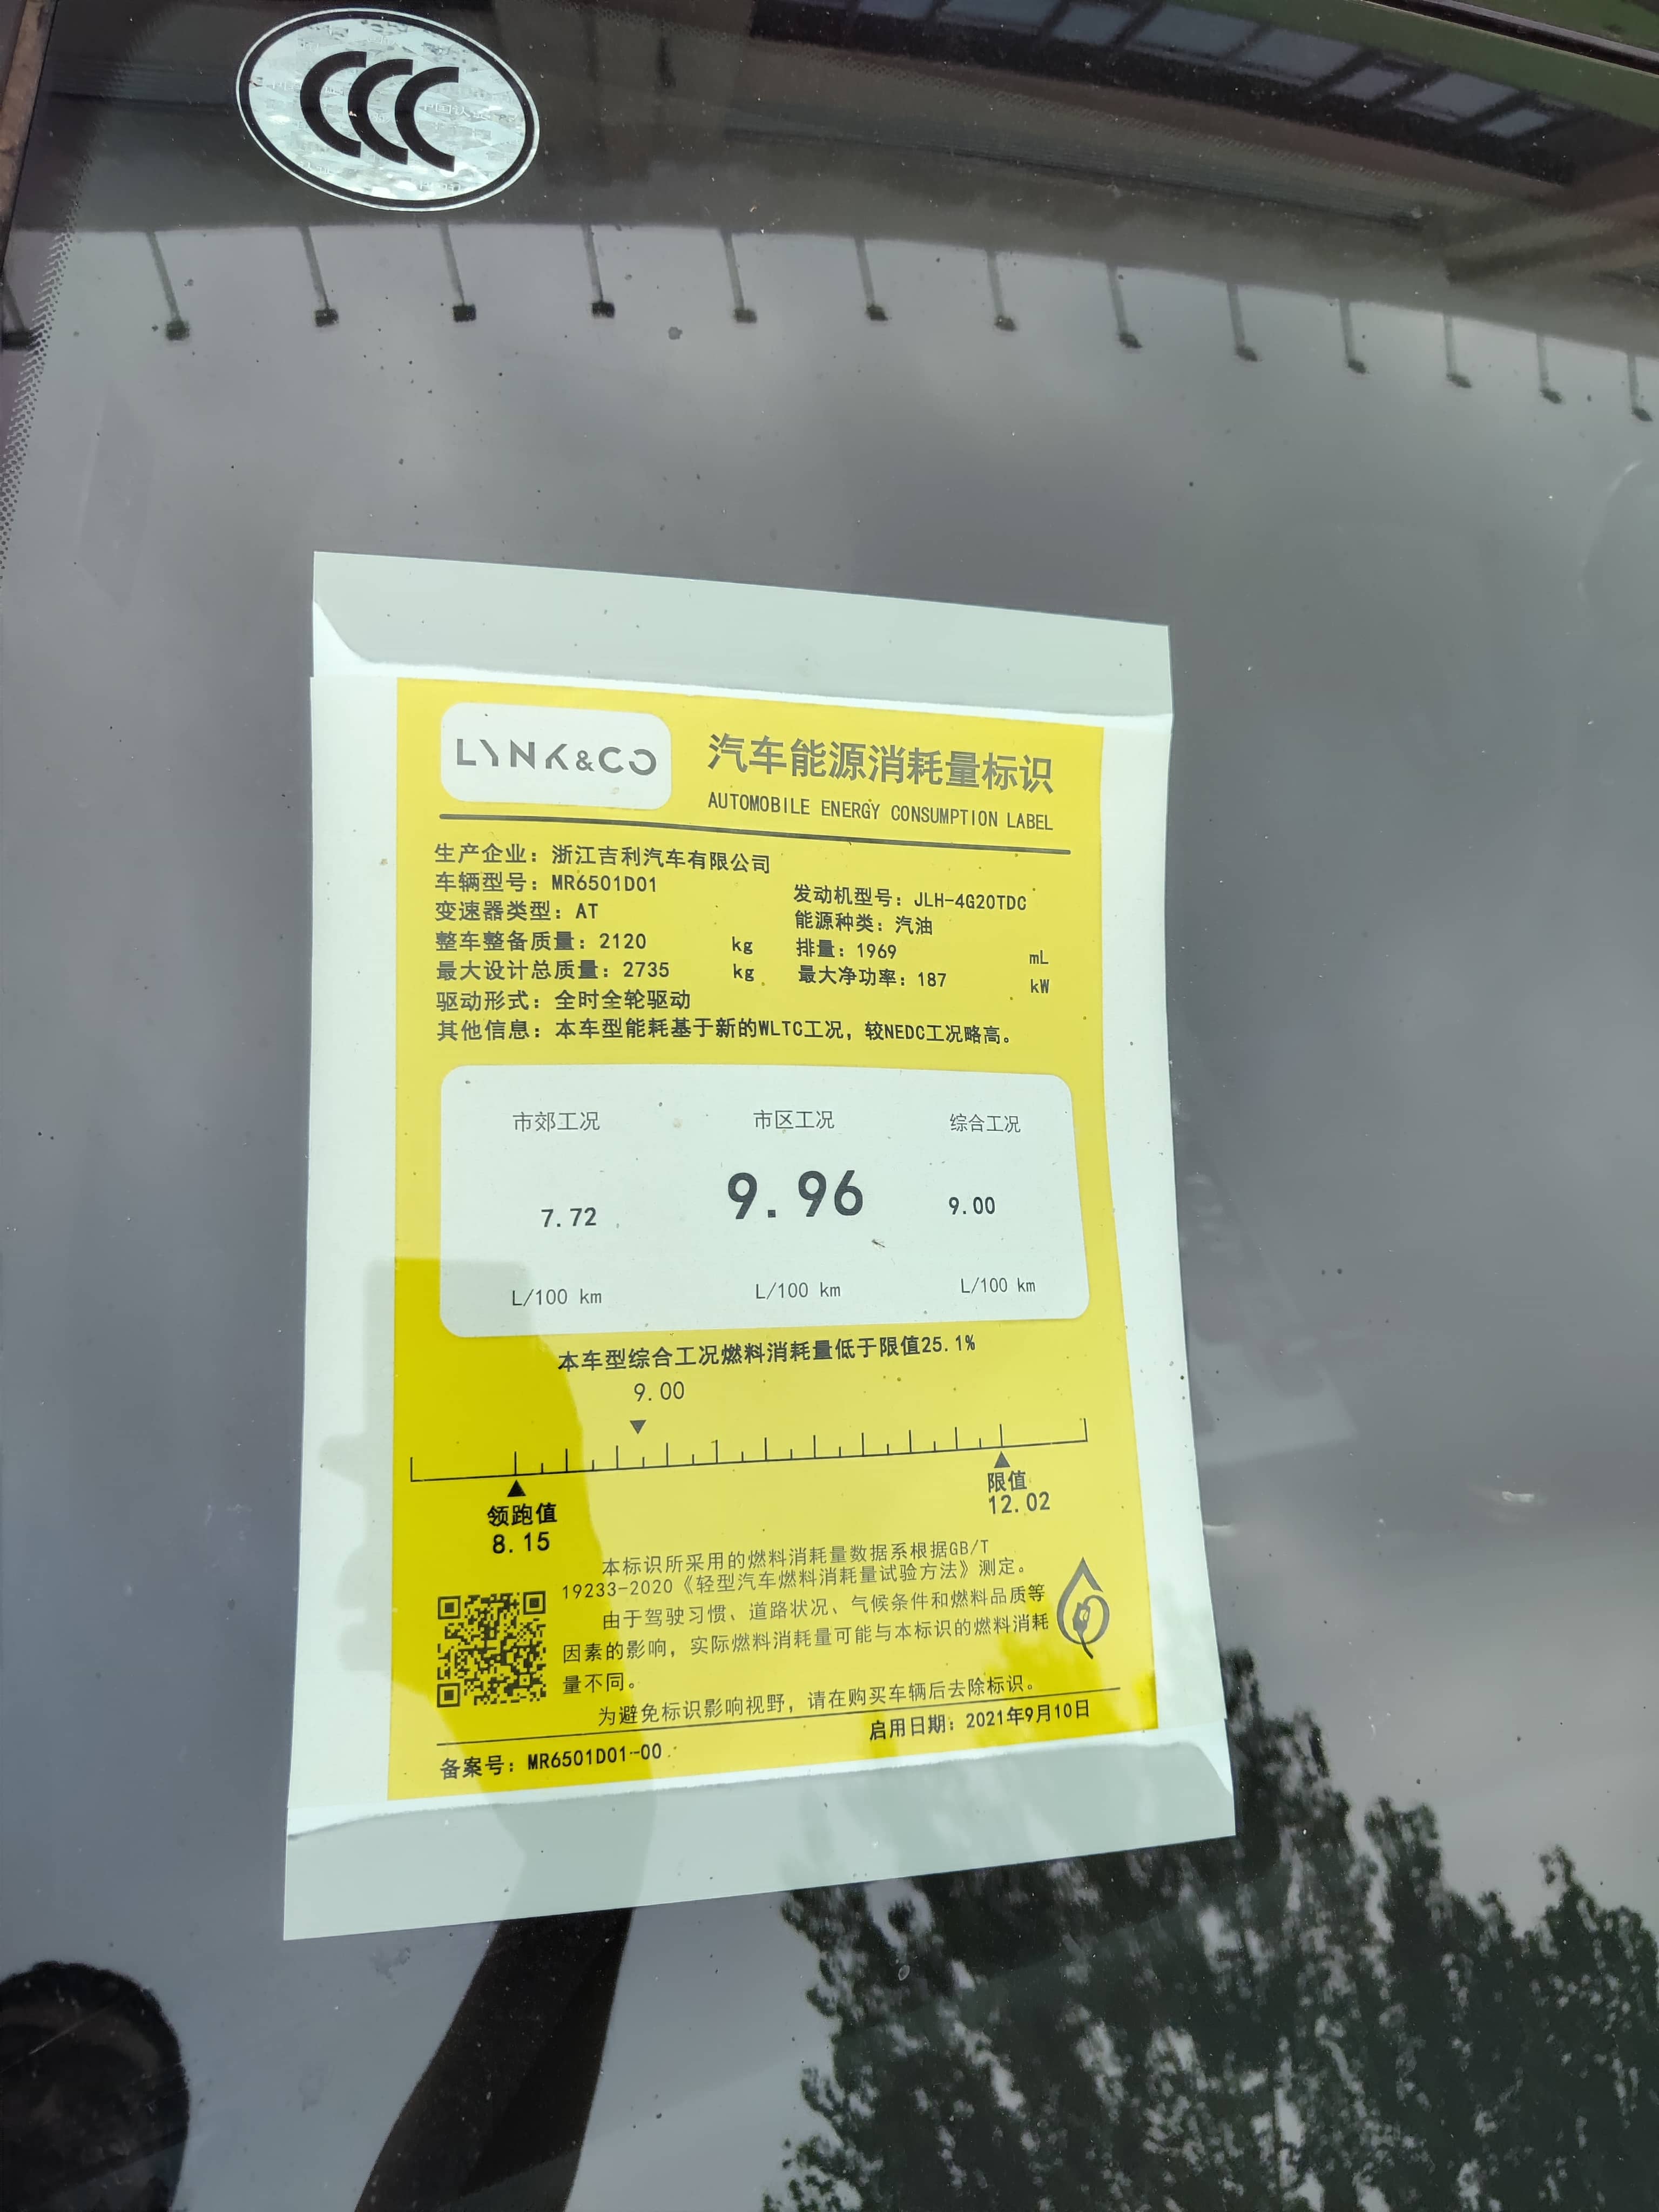 CCC
LYNK&CO
汽车能源消耗量标识
AUTOMOBILE ENERGY CONSUMPTION LABEL
生产企业：浙江吉利汽车有限公司
车辆型号：MR6501D01
发动机型号：JLH-4G20TDC
变速器类型：AT
能源种类：汽油
整车整备质量：2120 kg
排量：1969 mL
最大设计总质量：2735 kg
最大净功率：187 kW
驱动形式：全时全轮驱动
其他信息：本车型能耗基于新的WLTC工况，较NEDC工况略高。
市郊工况 市区工况 综合工况
7.72 9.96 9.00
L/100 km L/100 km L/100 km
本车型综合工况燃料消耗量低于限值25.1%
9.00
领跑值
8.15
限值
12.02
本标识所采用的燃料消耗量数据系根据GB/T
19233-2020《轻型汽车燃料消耗量试验方法》测定。
由于驾驶习惯、道路状况、气候条件和燃料品质等
因素的影响，实际燃料消耗量可能与本标识的燃料消耗
量不同。
为避免标识影响视野，请在购买车辆后去除标识。
备案号：MR6501D01-00
启用日期：2021年9月10日